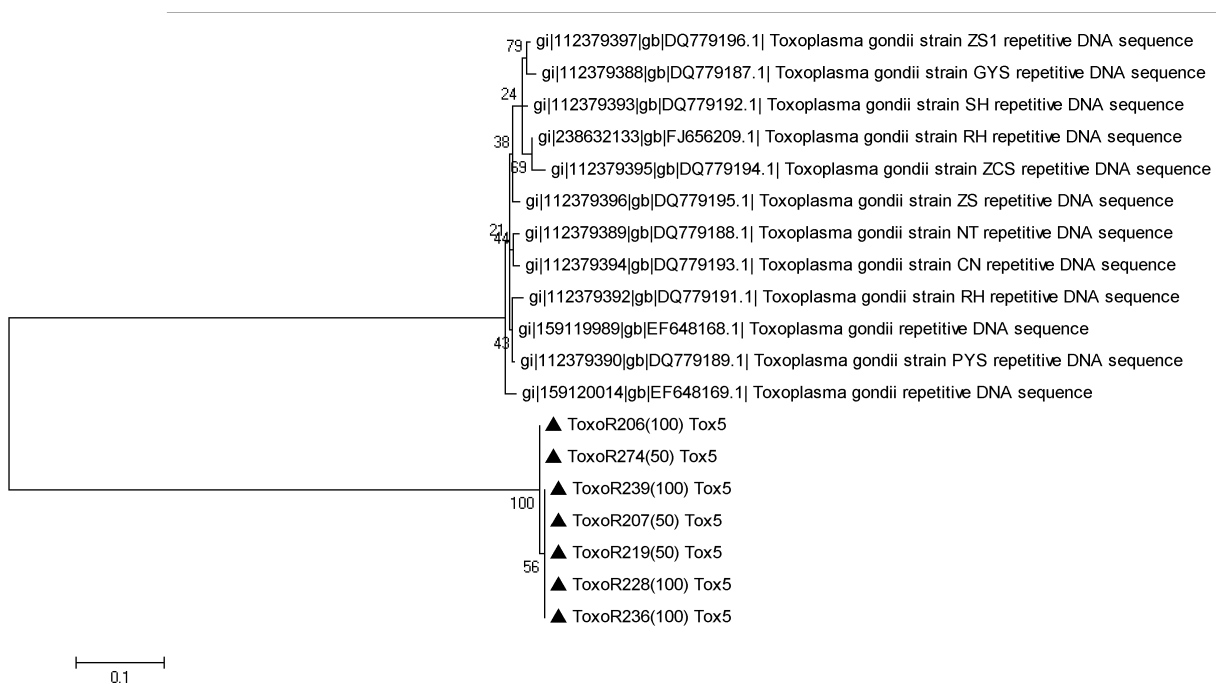 79
gi|112379397|gb|DQ779196.1| Toxoplasma gondii strain ZS1 repetitive DNA sequence
gi|112379388|gb|DQ779187.1| Toxoplasma gondii strain GYS repetitive DNA sequence
24
gi|112379393|gb|DQ779192.1| Toxoplasma gondii strain SH repetitive DNA sequence
38
gi|238632133|gb|FJ656209.1| Toxoplasma gondii strain RH repetitive DNA sequence
69
gi|112379395|gb|DQ779194.1| Toxoplasma gondii strain ZCS repetitive DNA sequence
gi|112379396|gb|DQ779195.1| Toxoplasma gondii strain ZS repetitive DNA sequence
21
44
gi|112379389|gb|DQ779188.1| Toxoplasma gondii strain NT repetitive DNA sequence
gi|112379394|gb|DQ779193.1| Toxoplasma gondii strain CN repetitive DNA sequence
gi|112379392|gb|DQ779191.1| Toxoplasma gondii strain RH repetitive DNA sequence
gi|159119989|gb|EF648168.1| Toxoplasma gondii repetitive DNA sequence
43
gi|112379390|gb|DQ779189.1| Toxoplasma gondii strain PYS repetitive DNA sequence
gi|159120014|gb|EF648169.1| Toxoplasma gondii repetitive DNA sequence
ToxoR206(100) Tox5
ToxoR274(50) Tox5
ToxoR239(100) Tox5
100
ToxoR207(50) Tox5
ToxoR219(50) Tox5
56
ToxoR228(100) Tox5
ToxoR236(100) Tox5
0.1